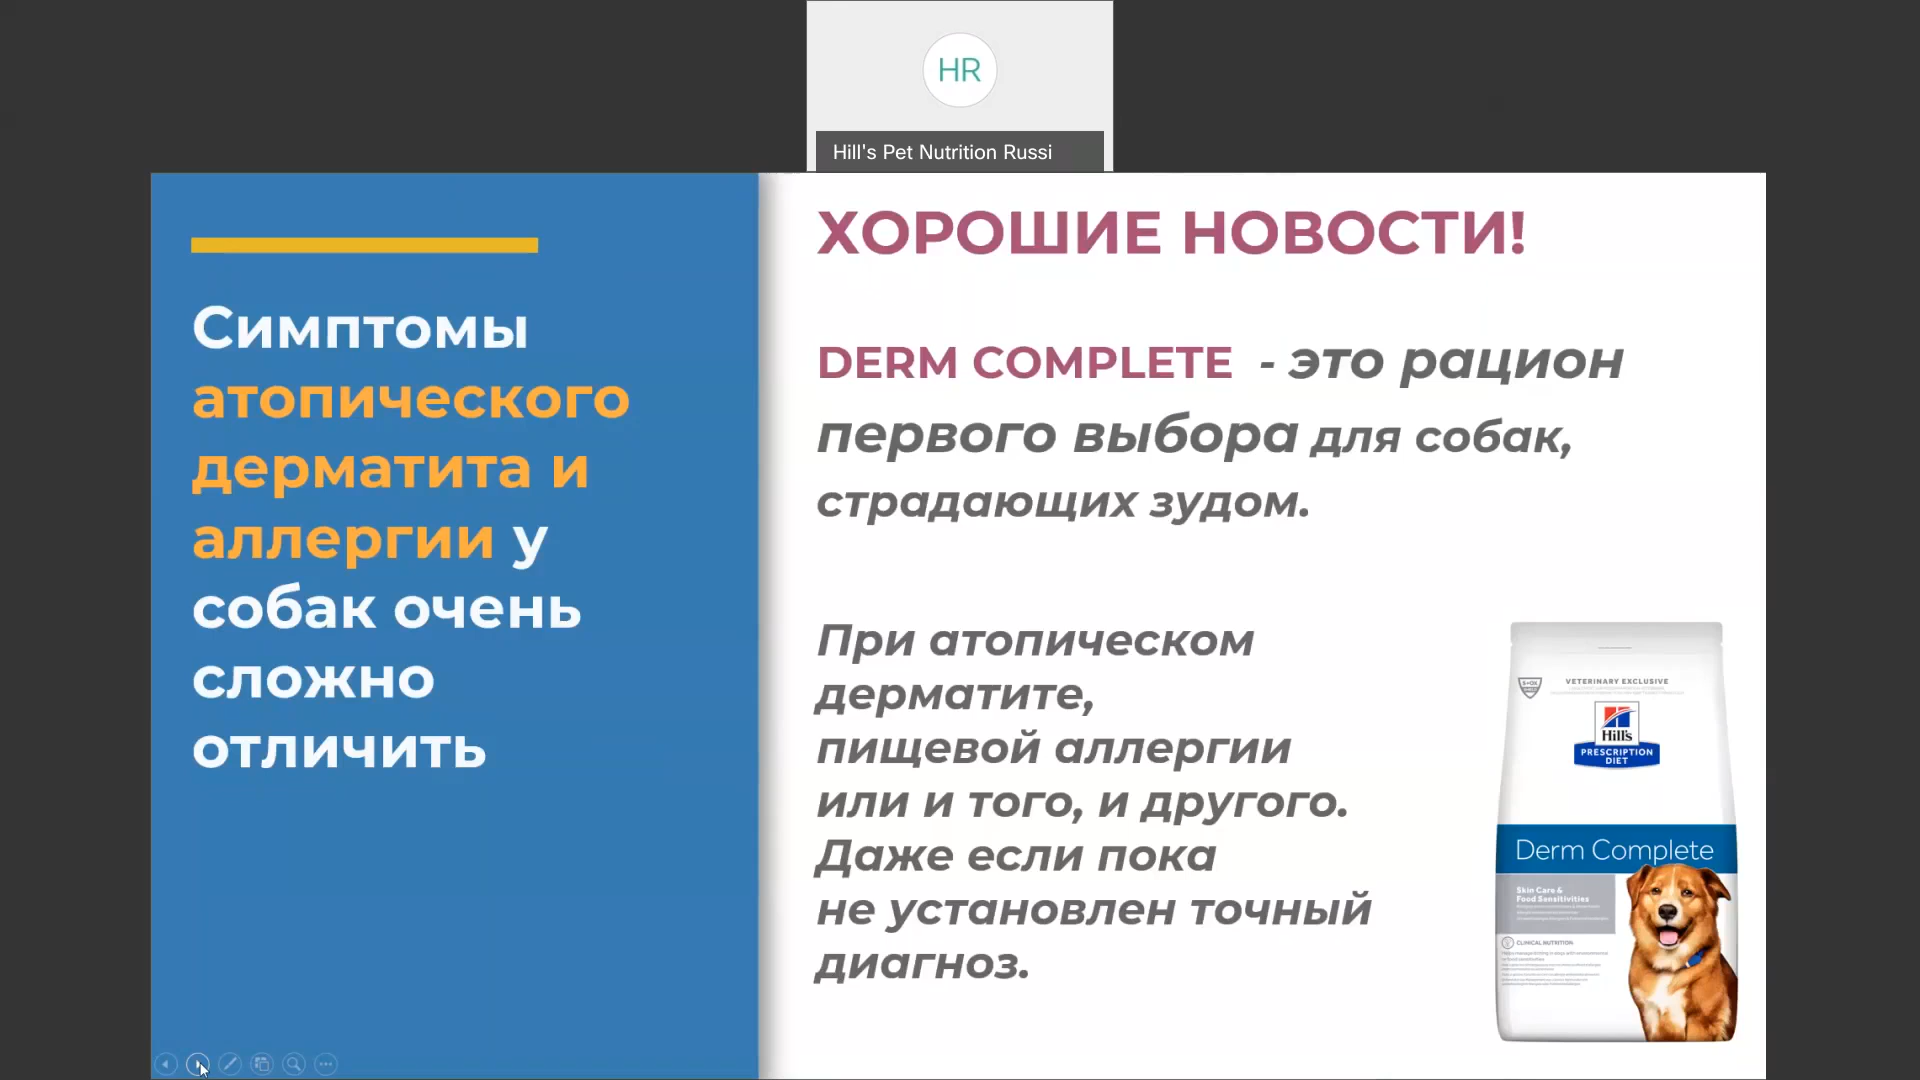 HR
Hill's Pet Nutrition Russi
Симптомы
атопического
дерматита и
аллергии у
собак очень
сложно
отличить
ХОРОШИЕ НОВОСТИ!
DERM COMPLETE - это рацион
первого выбора для собак,
страдающих зудом.
При атопическом
дерматите,
пищевой аллергии
или и того, и другого.
Даже если пока
не установлен точный
диагноз.
VETERINARY EXCLUSIVE
Hill's
PRESCRIPTION
DIET
Derm Complete
Skin Care &
Food Sensitivities
CLINICAL NUTRITION